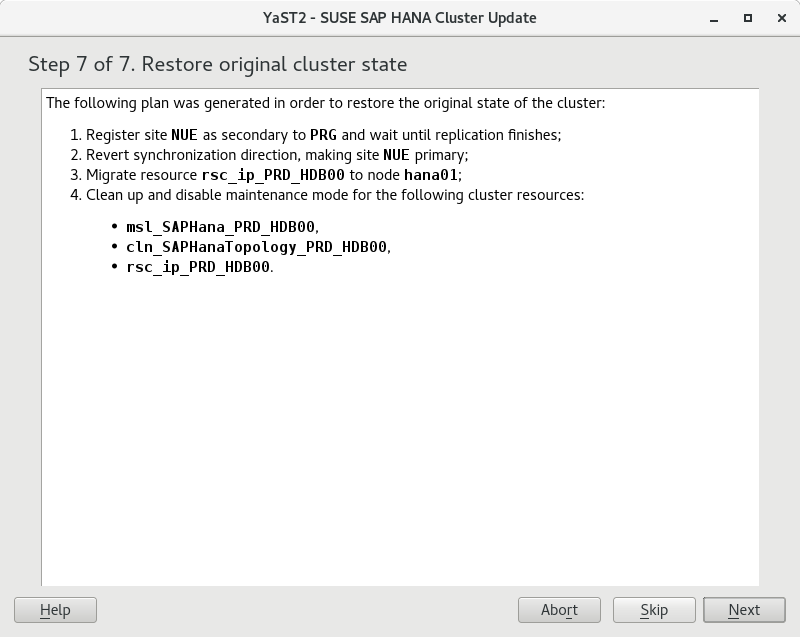 YaST2 - SUSE SAP HANA Cluster Update
Step 7 of 7. Restore original cluster state
The following plan was generated in order to restore the original state of the cluster:
1. Register site NUE as secondary to PRG and wait until replication finishes;
2. Revert synchronization direction, making site NUE primary;
3. Migrate resource rsc_ip_PRD_HDB00 to node hana01;
4. Clean up and disable maintenance mode for the following cluster resources:
• msl_SAPHana_PRD_HDB00,
• cln_SAPHanaTopology_PRD_HDB00,
• rsc_ip_PRD_HDB00.
Help Abort Skip Next